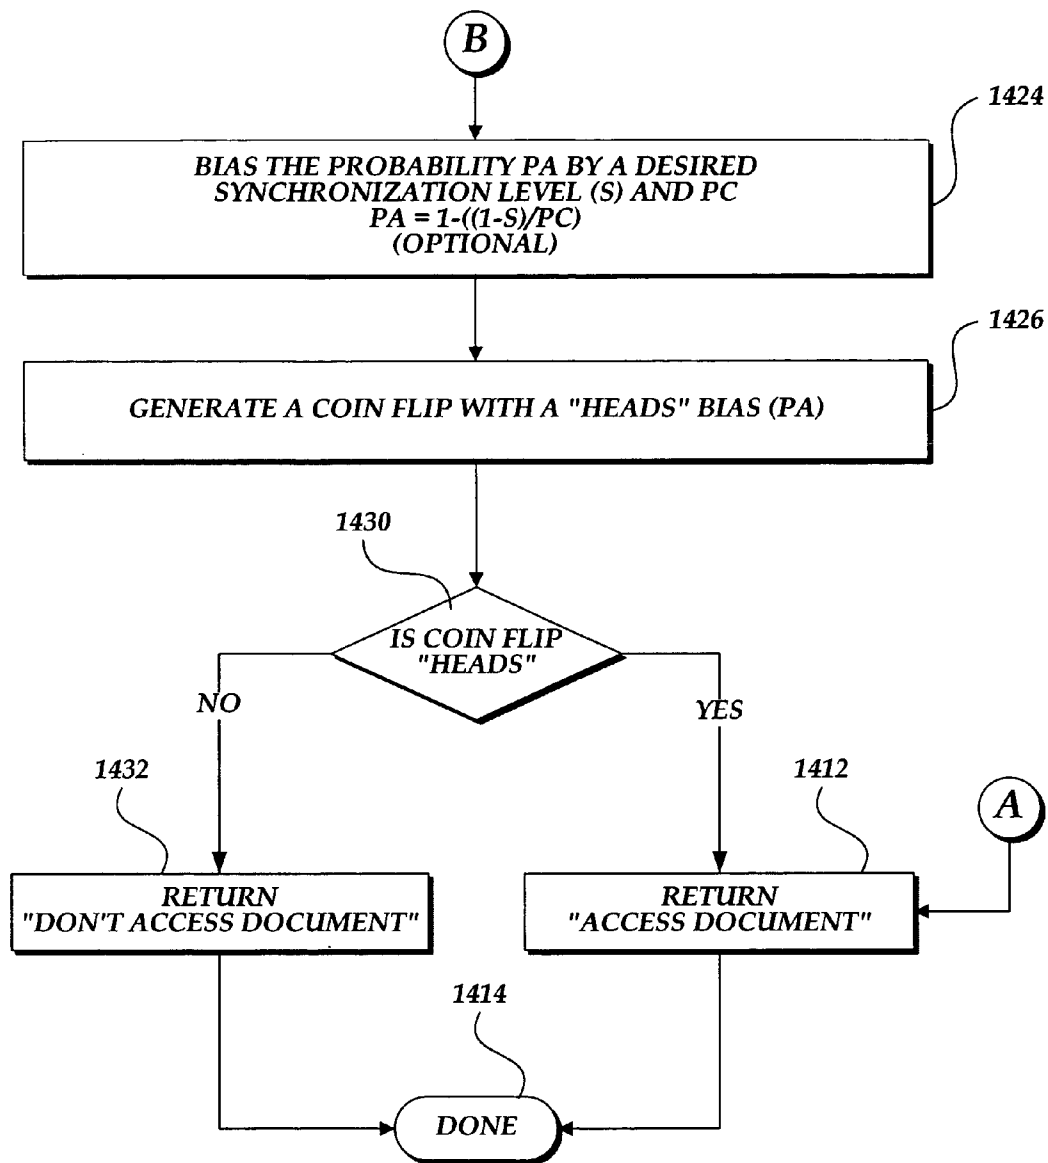 B
1424
BIAS THE PROBABILITY PA BY A DESIRED
SYNCHRONIZATION LEVEL (S) AND PC
PA = 1-((1-S)/PC)
(OPTIONAL)
1426
GENERATE A COIN FLIP WITH A "HEADS" BIAS (PA)
1430
IS COIN FLIP
"HEADS"
NO
YES
1432
1412
A
RETURN
"DON'T ACCESS DOCUMENT"
RETURN
"ACCESS DOCUMENT"
1414
DONE